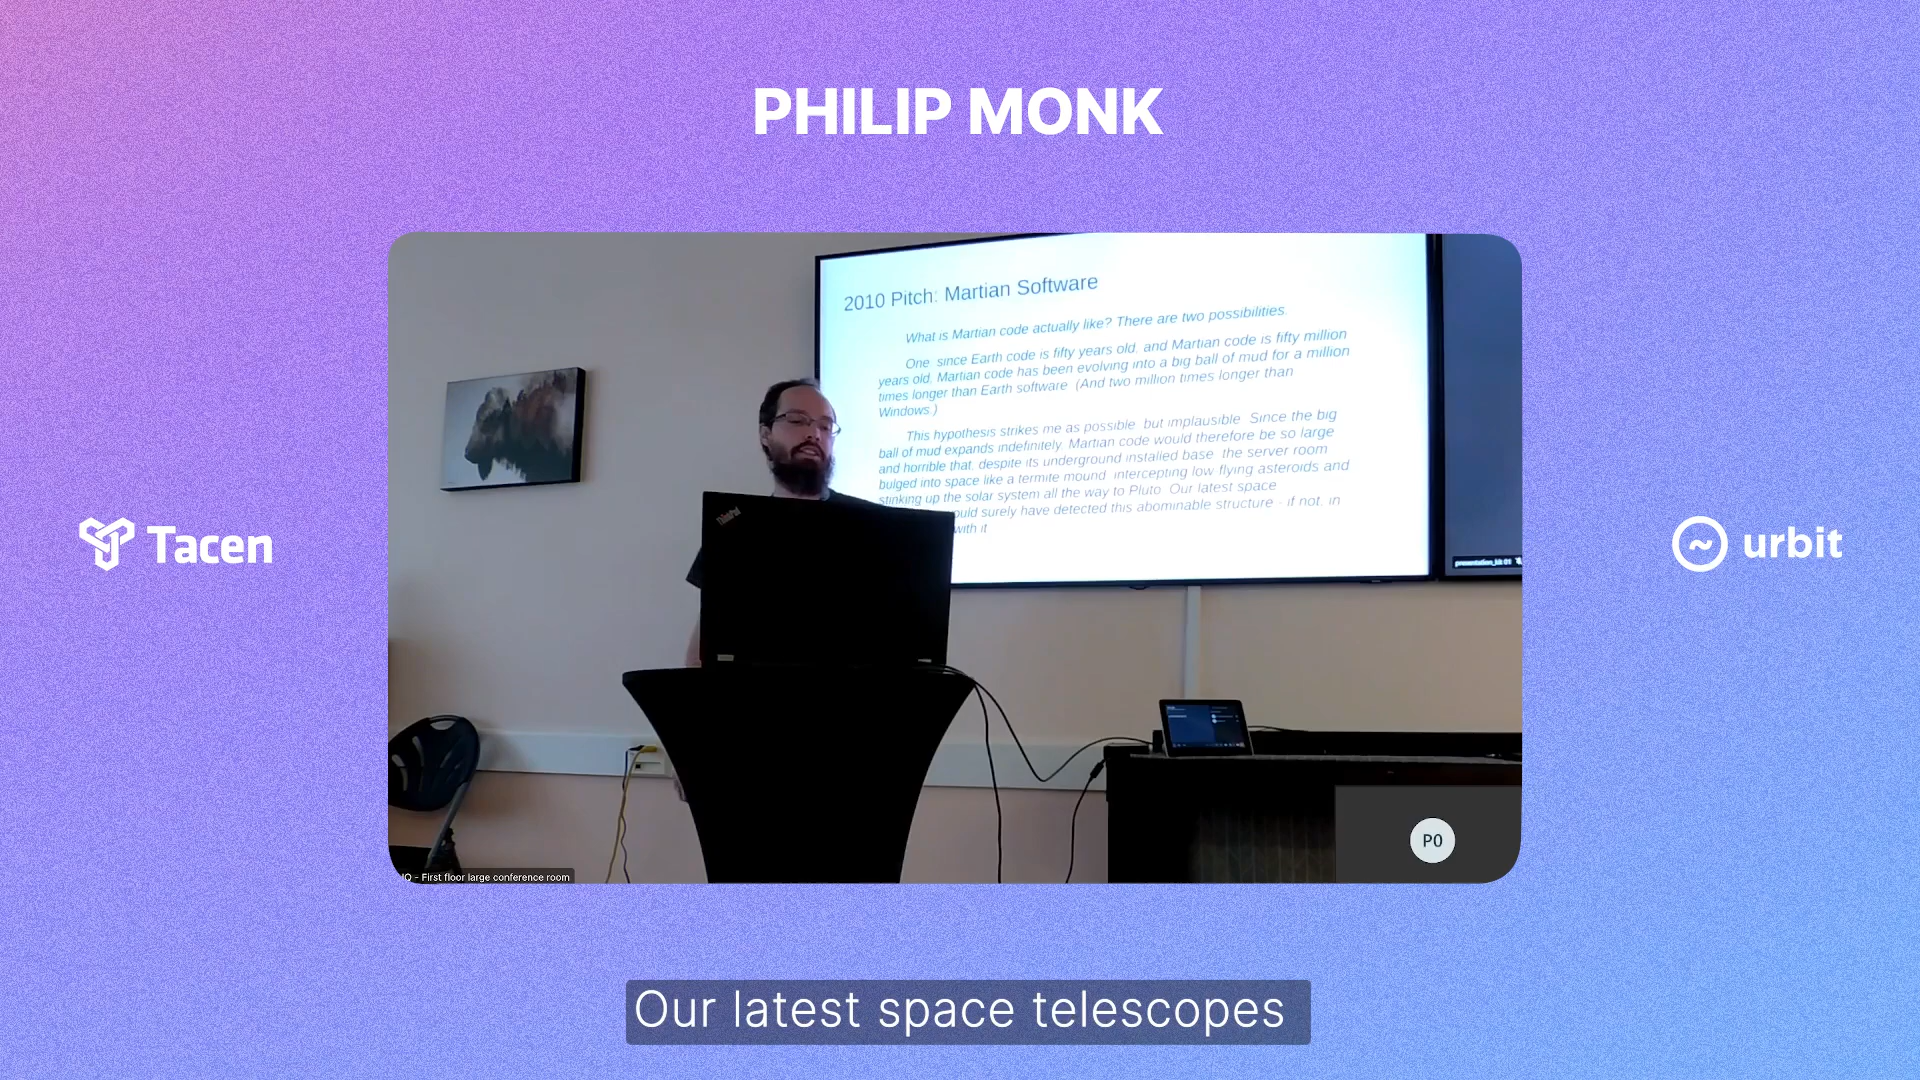 PHILIP MONK
2010 Pitch: Martian Software
What is Martian code actually like? There are two possibilities.
One, since Earth code is fifty years old, and Martian code is fifty million
years old, Martian code has been evolving into a big ball of mud for a million
times longer than Earth software. (And two million times longer than
Windows.)
This hypothesis strikes me as possible, but implausible. Since the big
ball of mud expands indefinitely, Martian code would therefore be so large
and horrible that, despite its underground installed base, the server room
bulged into space like a termite mound, intercepting low flying asteroids and
stinking up the solar system all the way to Pluto. Our latest space
ould surely have detected this abominable structure - if not, in
with it
ThinkPad
Tacen
urbit
presentation_kit 01
P0
IQ - First floor large conference room
Our latest space telescopes